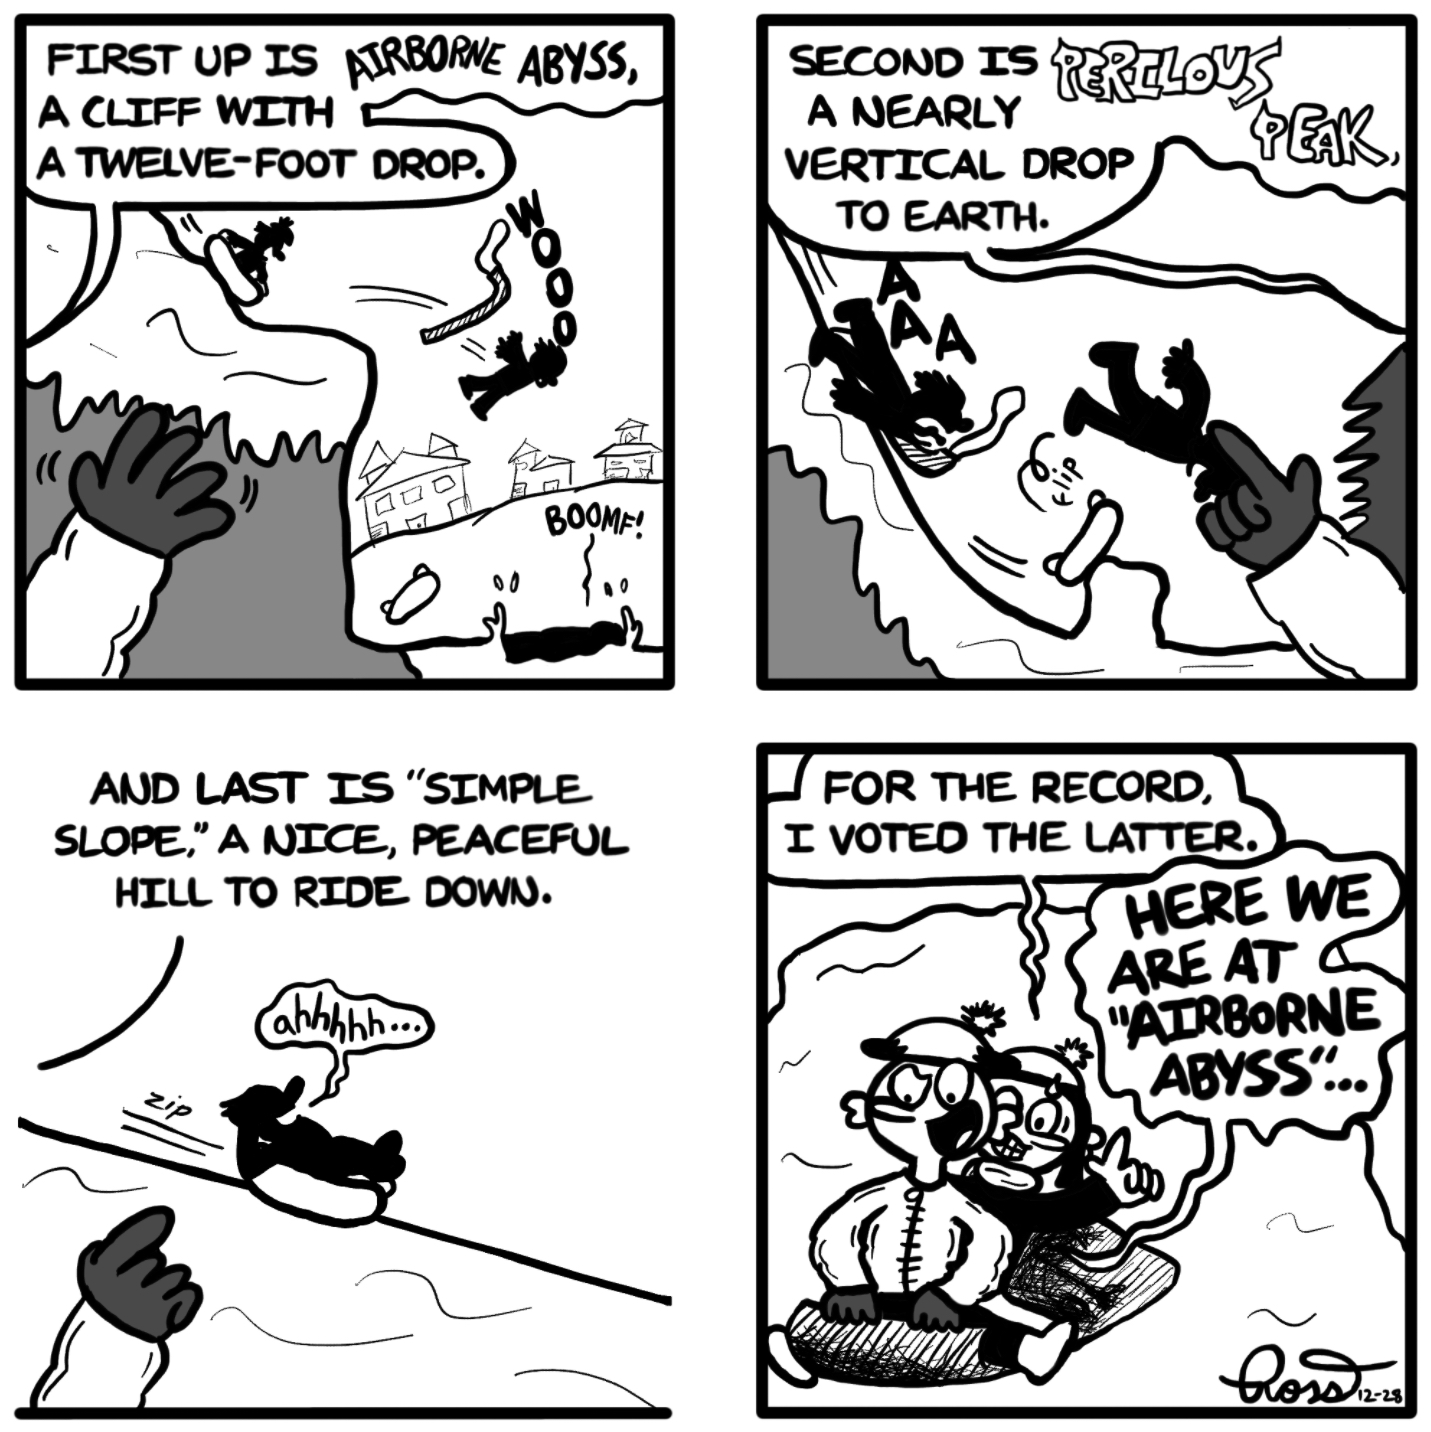 FIRST UP IS AIRBORNE ABYSS,
A CLIFF WITH
A TWELVE-FOOT DROP.
WOOO
BOOMF!
SECOND IS PERILOUS
PEAK,
A NEARLY
VERTICAL DROP
TO EARTH.
AAA
flip
AND LAST IS "SIMPLE
SLOPE," A NICE, PEACEFUL
HILL TO RIDE DOWN.
ahhhhh...
zip
FOR THE RECORD,
I VOTED THE LATTER.
HERE WE
ARE AT
"AIRBORNE
ABYSS"...
Ross
12-28